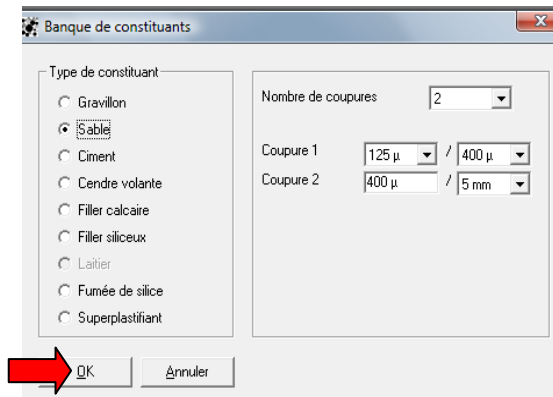 Banque de constituants
Type de constituant
Gravillon
Sable
Ciment
Cendre volante
Filler calcaire
Filler siliceux
Laitier
Fumée de silice
Superplastifiant
Nombre de coupures 2
Coupure 1 125 µ / 400 µ
Coupure 2 400 µ / 5 mm
OK Annuler